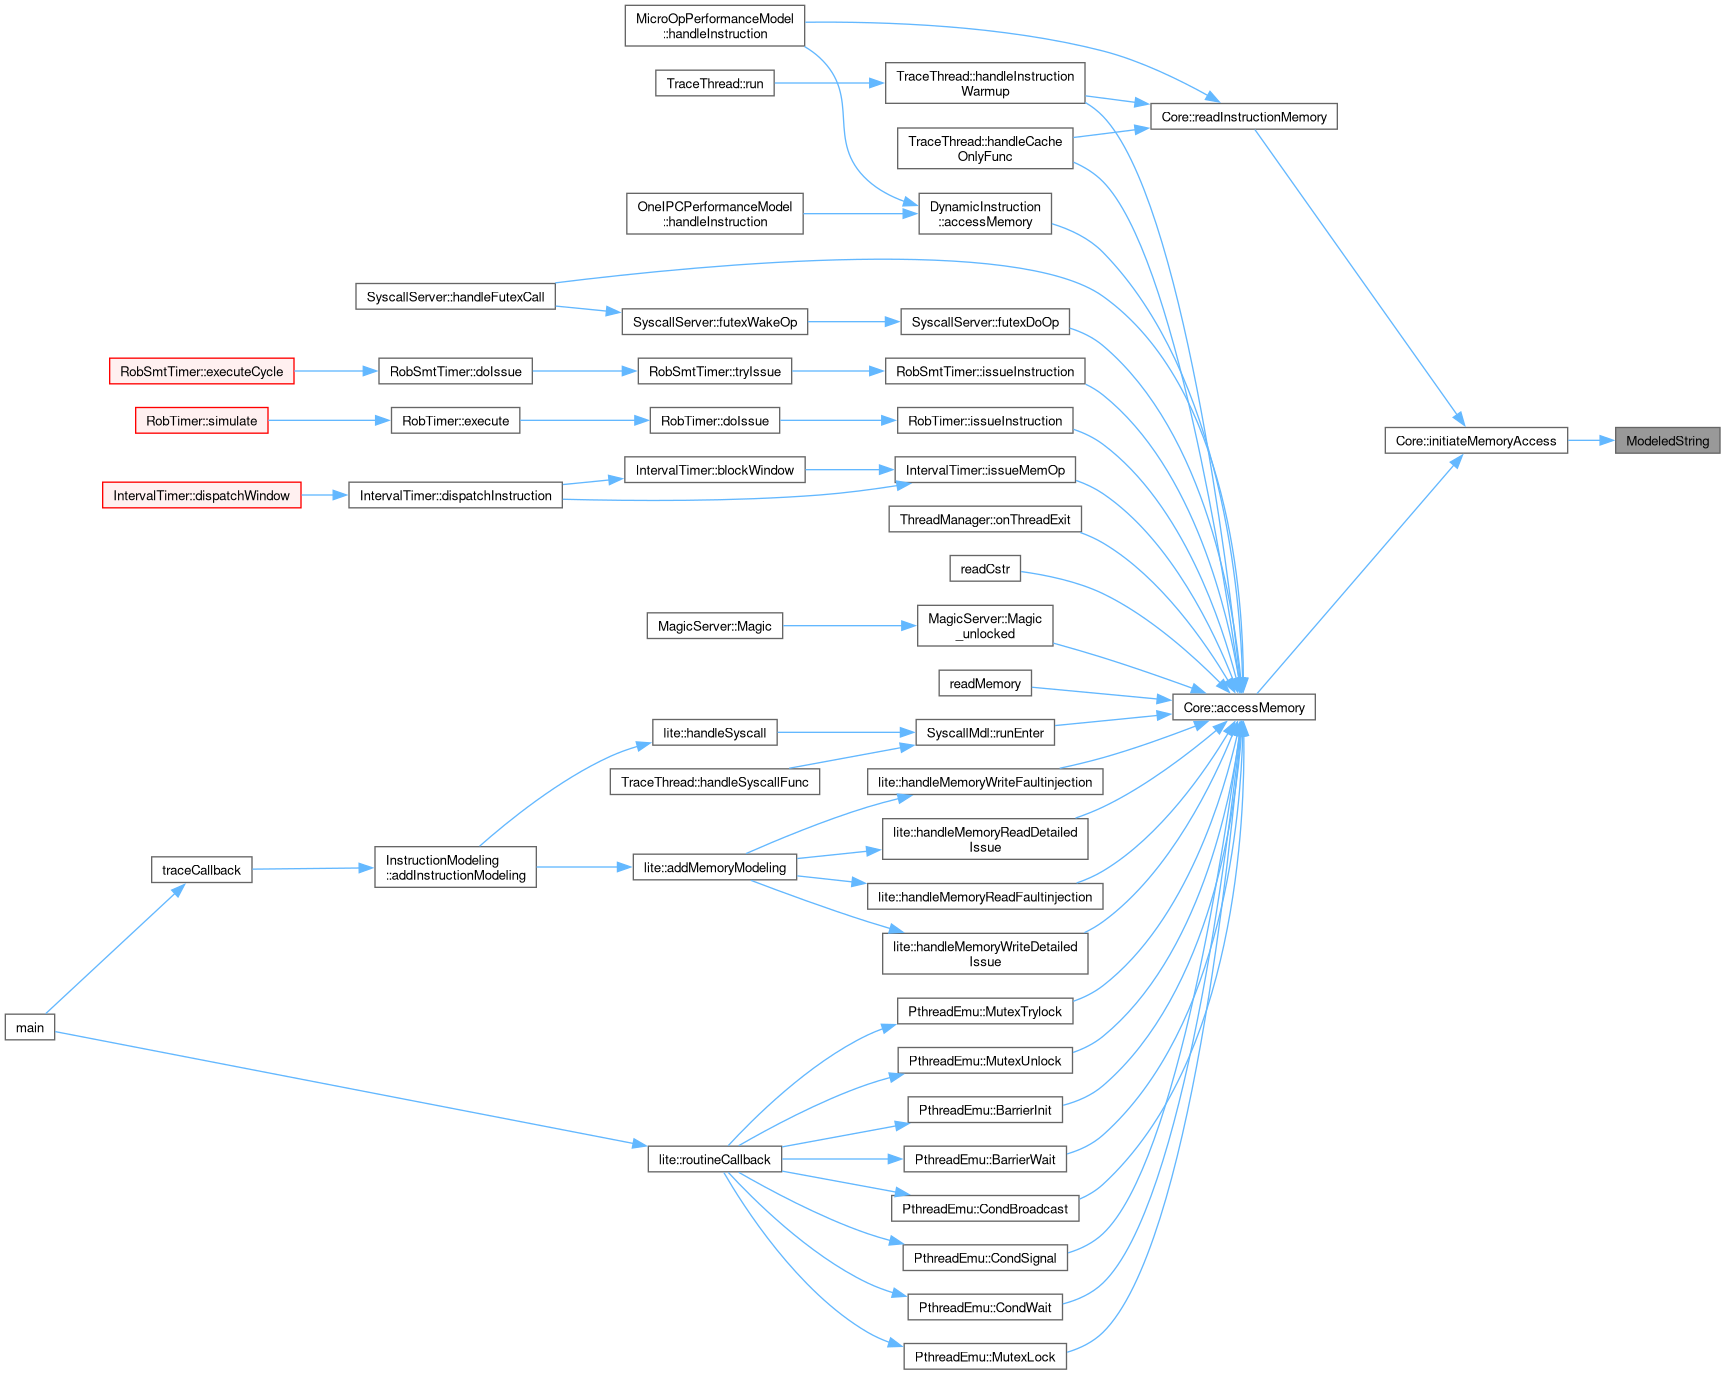 MicroOpPerformanceModel
::handleInstruction
TraceThread::run
TraceThread::handleInstruction
Warmup
Core::readInstructionMemory
TraceThread::handleCache
OnlyFunc
OneIPCPerformanceModel
::handleInstruction
DynamicInstruction
::accessMemory
SyscallServer::handleFutexCall
SyscallServer::futexWakeOp
SyscallServer::futexDoOp
RobSmtTimer::executeCycle
RobSmtTimer::doIssue
RobSmtTimer::tryIssue
RobSmtTimer::issueInstruction
RobTimer::simulate
RobTimer::execute
RobTimer::doIssue
RobTimer::issueInstruction
Core::initiateMemoryAccess
ModeledString
IntervalTimer::blockWindow
IntervalTimer::issueMemOp
IntervalTimer::dispatchWindow
IntervalTimer::dispatchInstruction
ThreadManager::onThreadExit
readCstr
MagicServer::Magic
MagicServer::Magic
_unlocked
readMemory
Core::accessMemory
lite::handleSyscall
SyscallMdl::runEnter
TraceThread::handleSyscallFunc
lite::handleMemoryWriteFaultinjection
lite::handleMemoryReadDetailed
Issue
traceCallback
InstructionModeling
::addInstructionModeling
lite::addMemoryModeling
lite::handleMemoryReadFaultinjection
lite::handleMemoryWriteDetailed
Issue
PthreadEmu::MutexTrylock
main
PthreadEmu::MutexUnlock
PthreadEmu::BarrierInit
lite::routineCallback
PthreadEmu::BarrierWait
PthreadEmu::CondBroadcast
PthreadEmu::CondSignal
PthreadEmu::CondWait
PthreadEmu::MutexLock